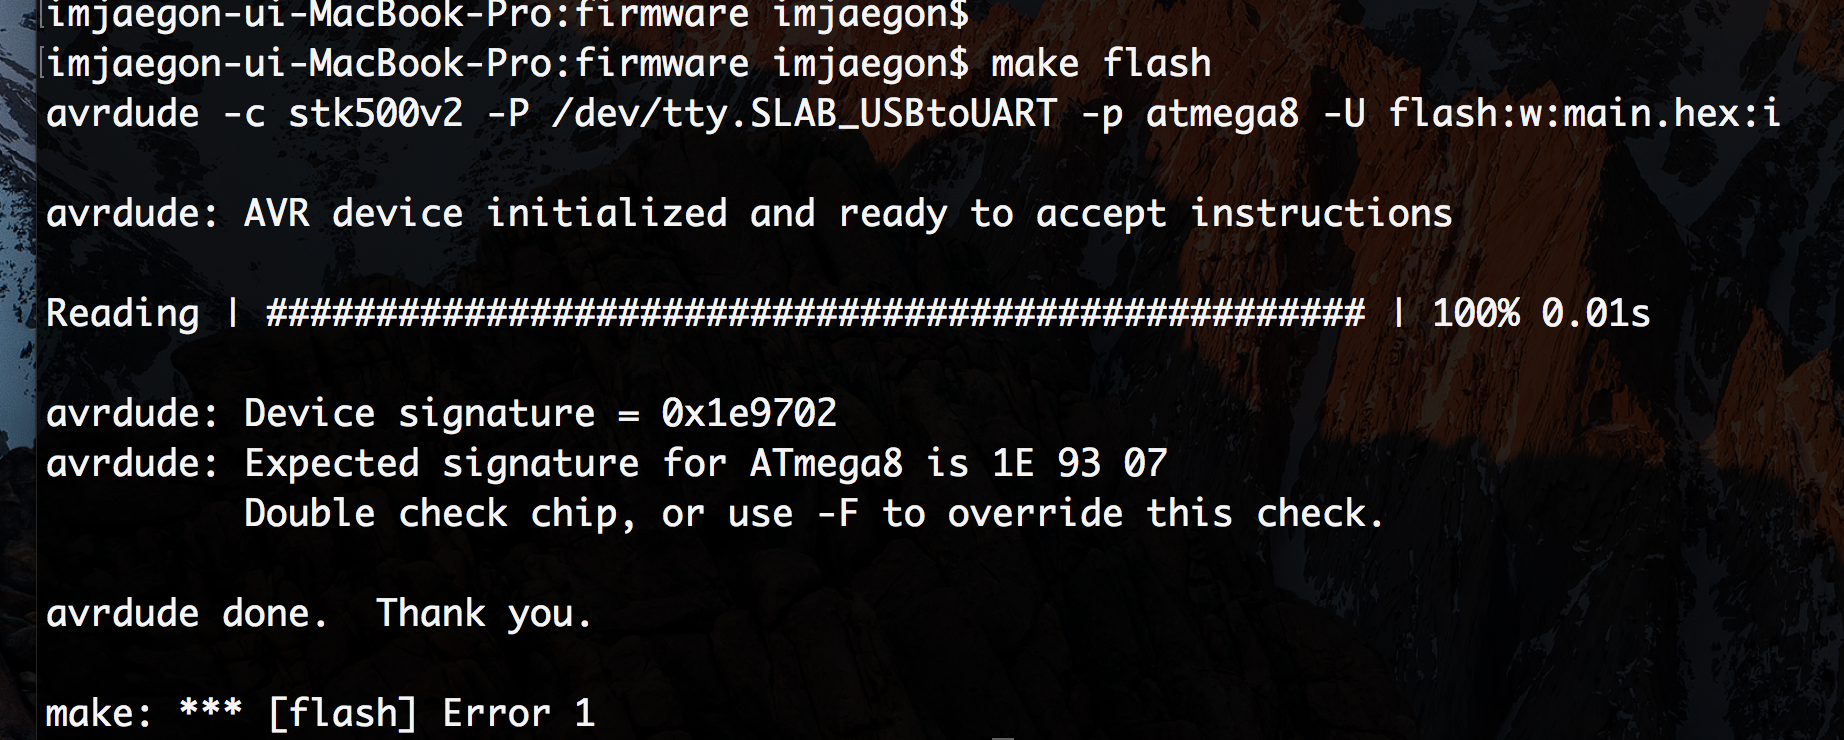 imjaegon-ui-MacBook-Pro:firmware imjaegon$
imjaegon-ui-MacBook-Pro:firmware imjaegon$ make flash
avrdude -c stk500v2 -P /dev/tty.SLAB_USBtoUART -p atmega8 -U flash:w:main.hex:i
avrdude: AVR device initialized and ready to accept instructions
Reading | ################################################## | 100% 0.01s
avrdude: Device signature = 0x1e9702
avrdude: Expected signature for ATmega8 is 1E 93 07
Double check chip, or use -F to override this check.
avrdude done.  Thank you.
make: *** [flash] Error 1